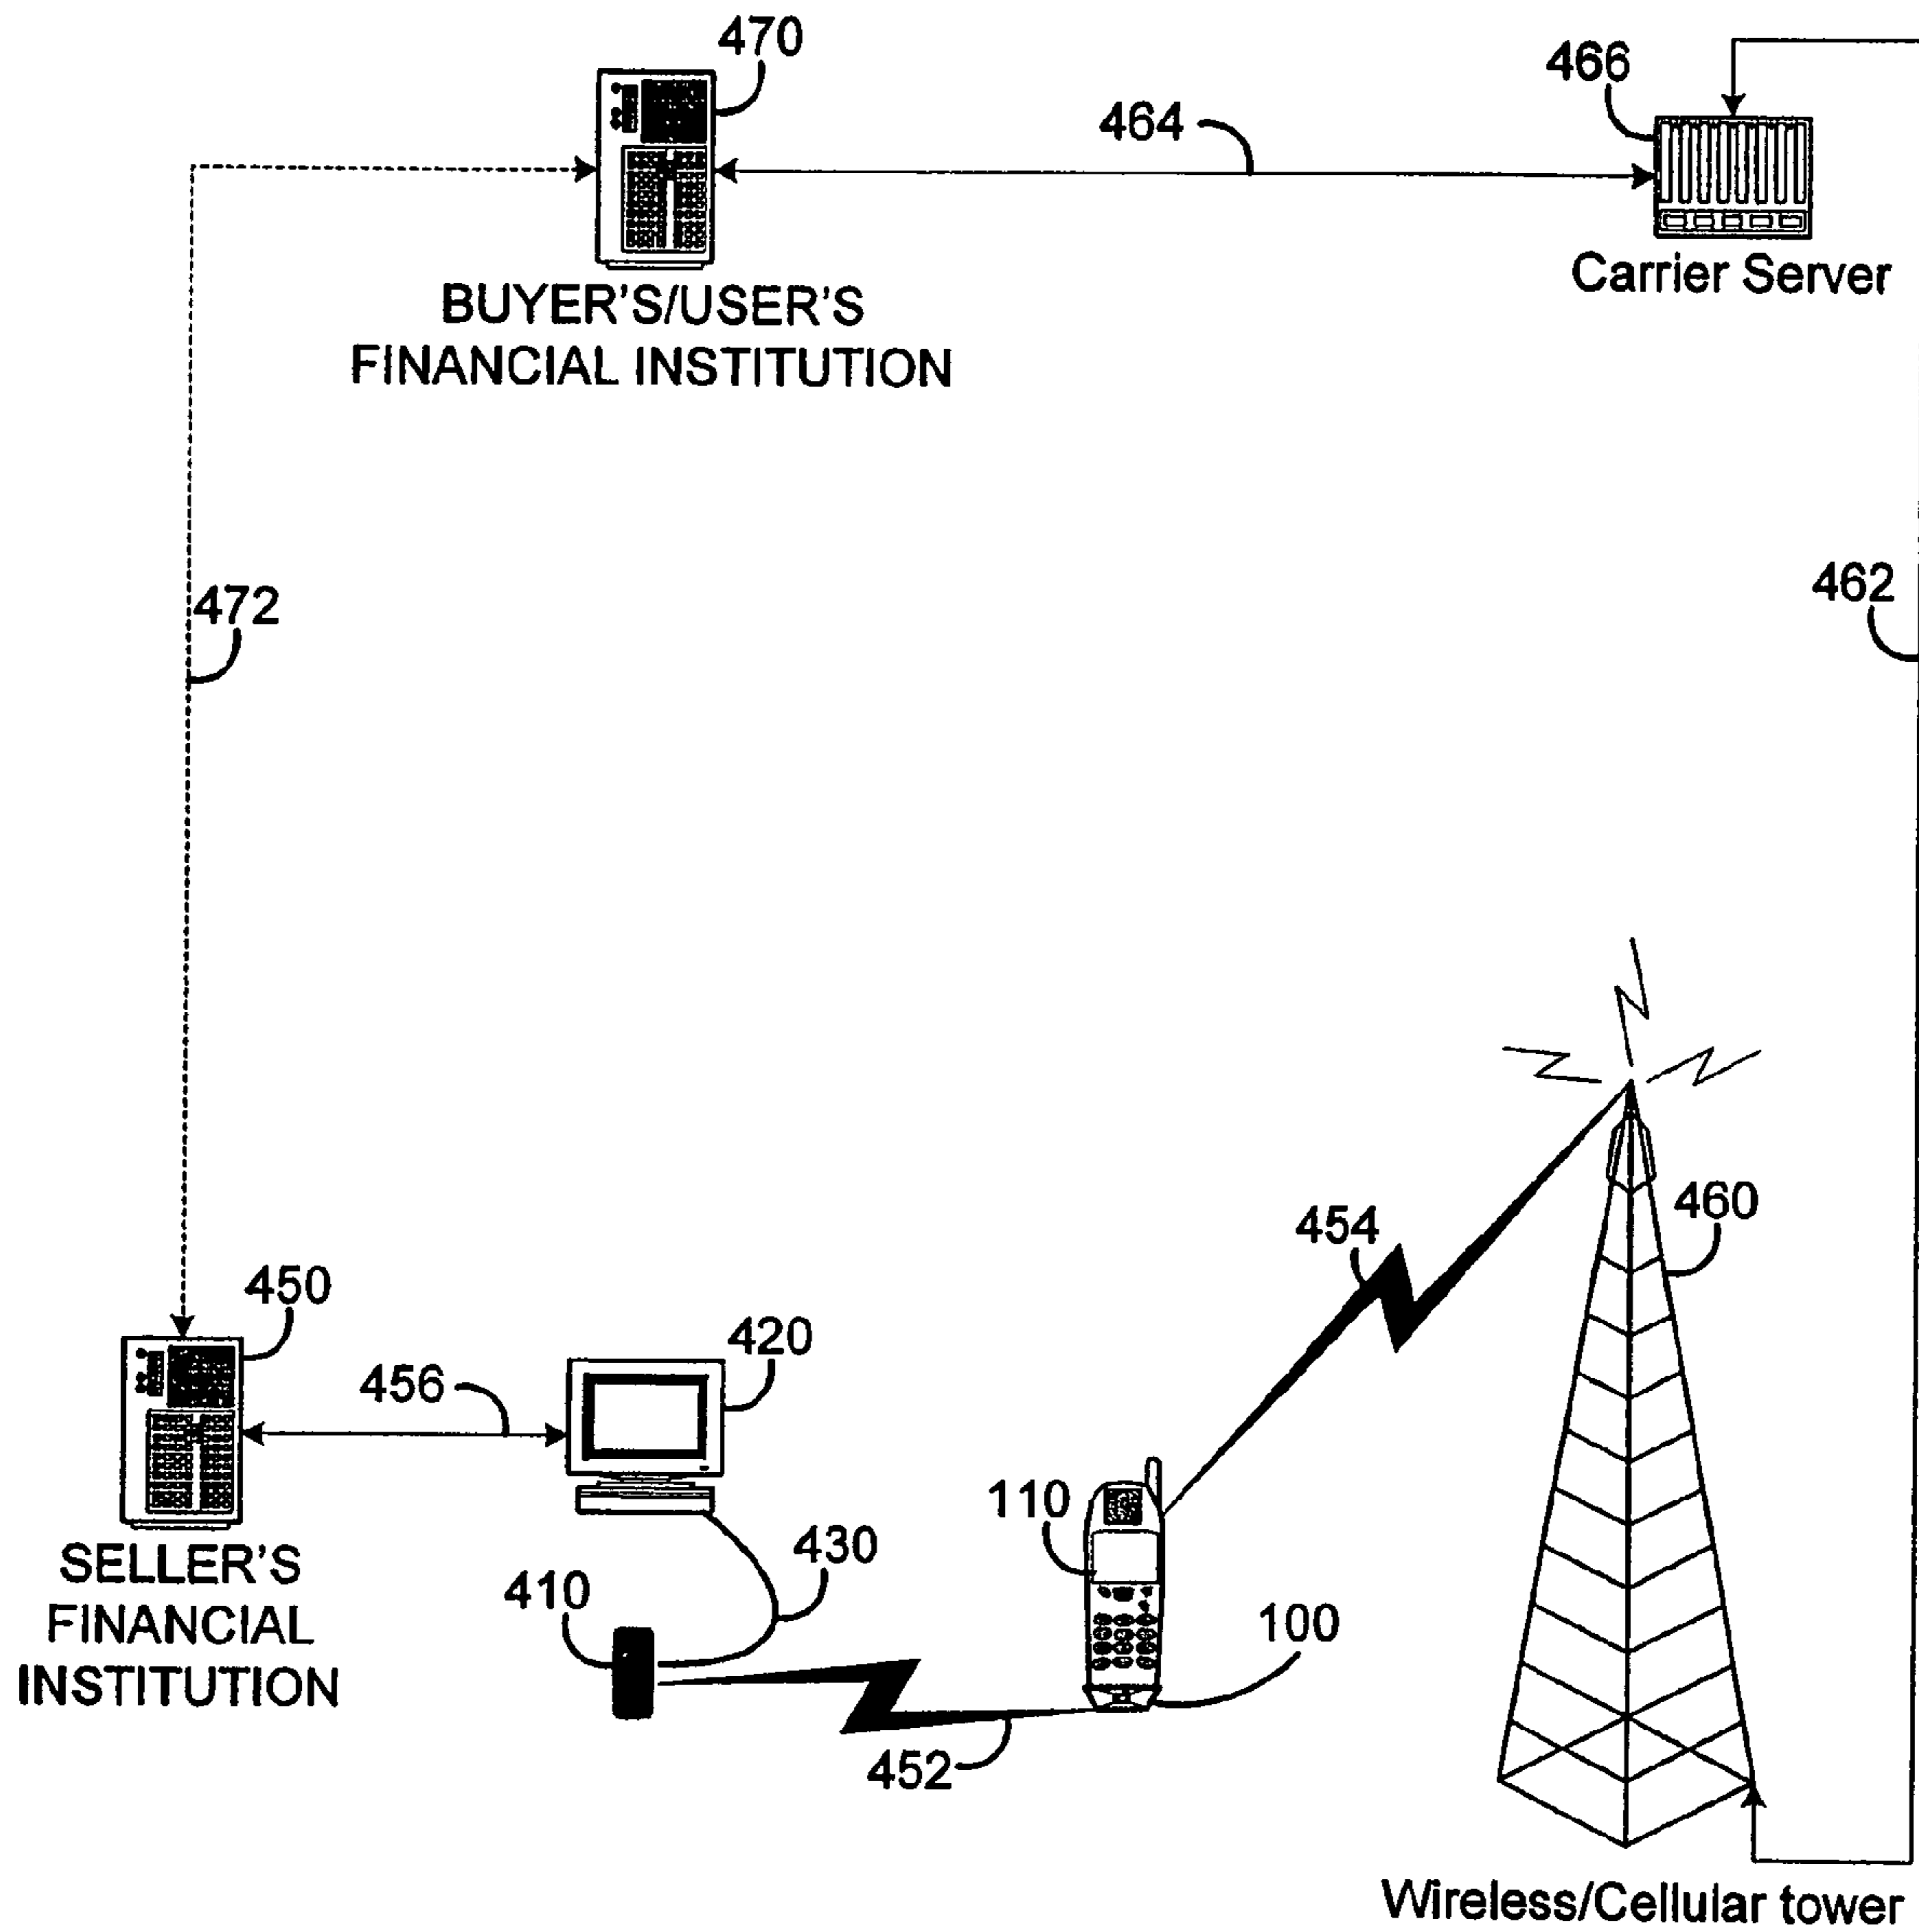 470
466
464
Carrier Server
BUYER'S/USER'S
FINANCIAL INSTITUTION
472
462
460
454
450
420
456
110
430
410
100
SELLER'S
FINANCIAL
INSTITUTION
452
Wireless/Cellular tower